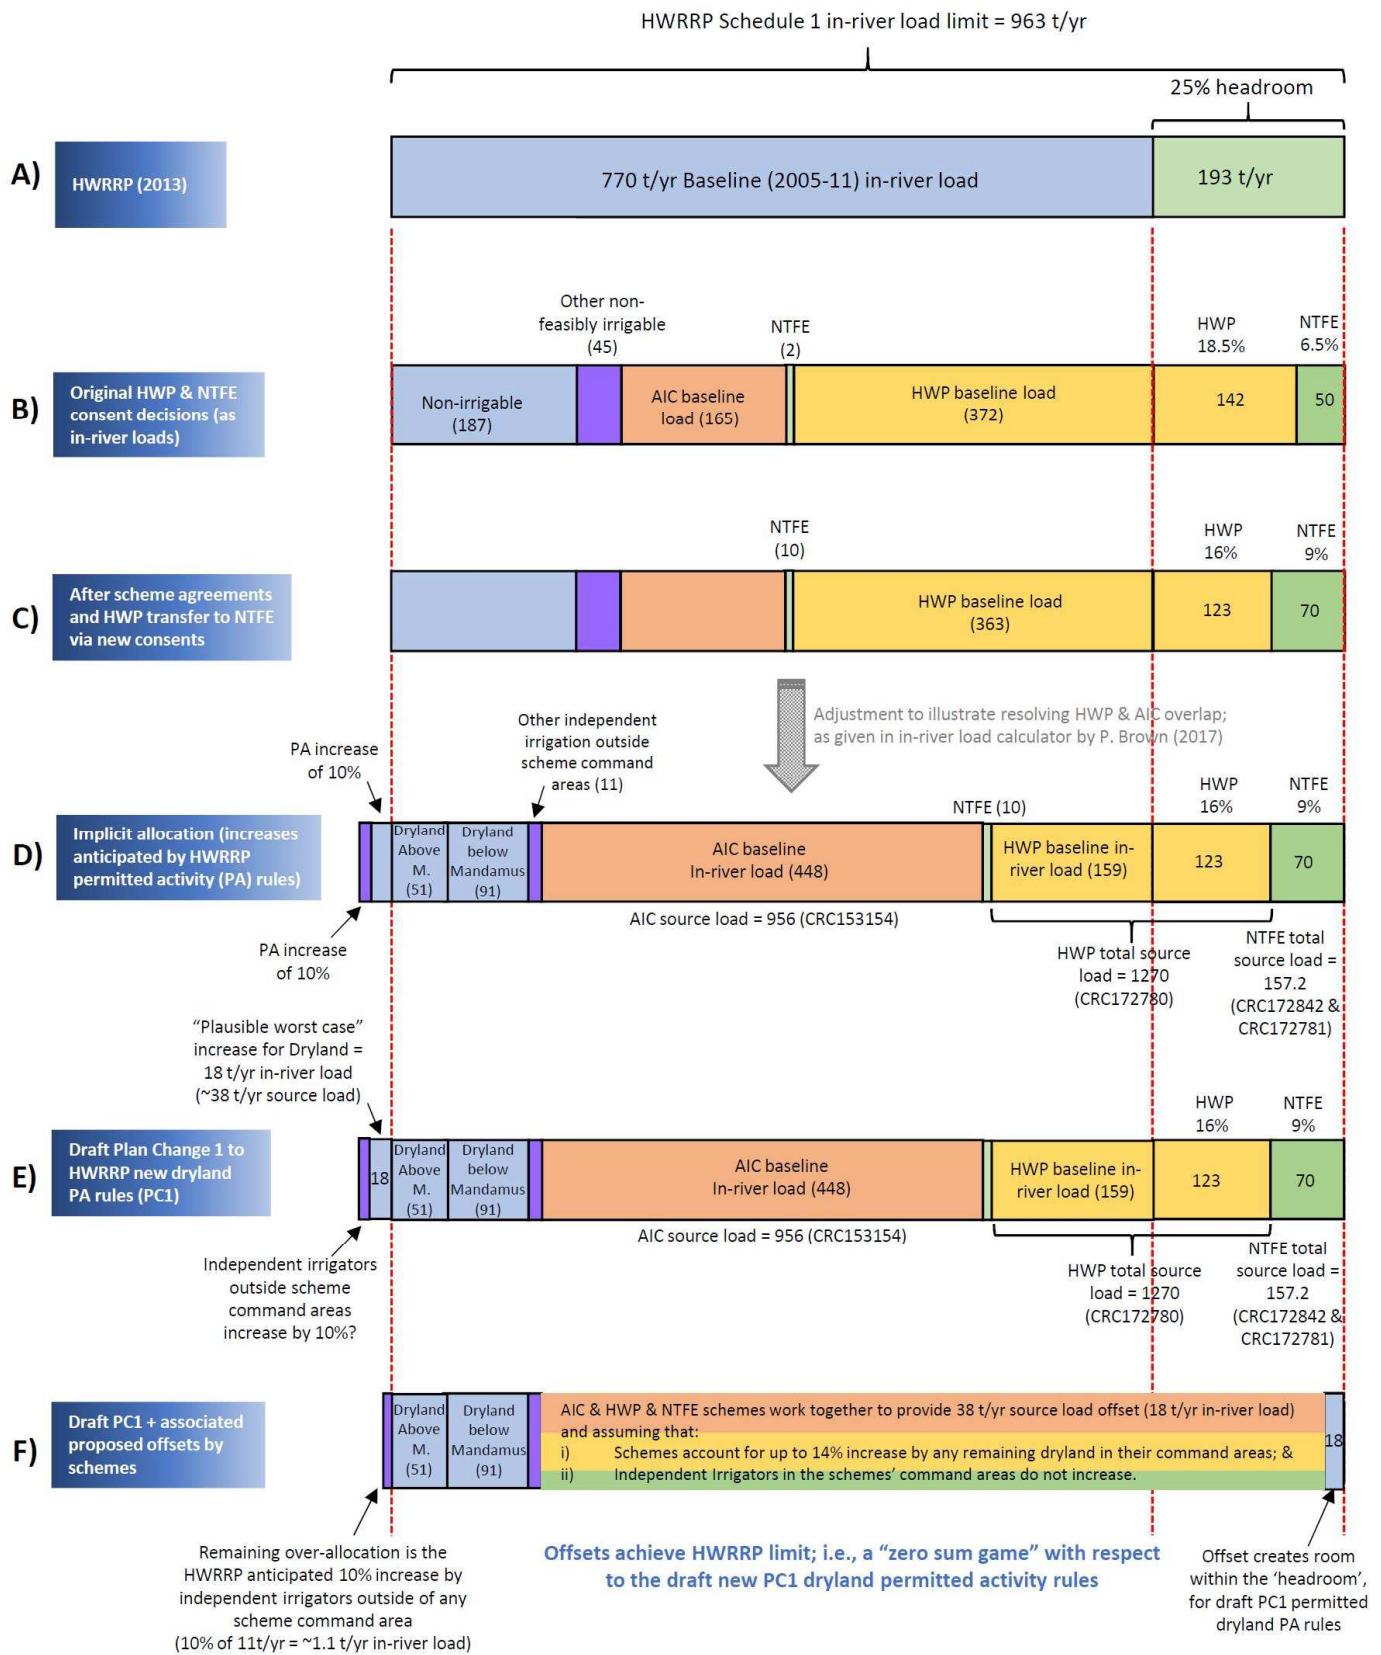 HWRRP Schedule 1 in-river load limit = 963 t/yr
25% headroom
A)
HWRRP (2013)
770 t/yr Baseline (2005-11) in-river load
193 t/yr
Other non-
feasibly irrigable
(45)
NTFE
(2)
HWP
18.5%
NTFE
6.5%
B)
Original HWP & NTFE
consent decisions (as
in-river loads)
Non-irrigable
(187)
AIC baseline
load (165)
HWP baseline load
(372)
142
50
NTFE
(10)
HWP
16%
NTFE
9%
C)
After scheme agreements
and HWP transfer to NTFE
via new consents
HWP baseline load
(363)
123
70
Adjustment to illustrate resolving HWP & AIC overlap;
as given in in-river load calculator by P. Brown (2017)
PA increase
of 10%
Other independent
irrigation outside
scheme command
areas (11)
NTFE (10)
HWP
16%
NTFE
9%
D)
Implicit allocation (increases
anticipated by HWRRP
permitted activity (PA) rules)
Dryland
Above
M.
(51)
Dryland
below
Mandamus
(91)
AIC baseline
In-river load (448)
HWP baseline in-
river load (159)
123
70
AIC source load = 956 (CRC153154)
PA increase
of 10%
HWP total source
load = 1270
(CRC172780)
NTFE total
source load =
157.2
(CRC172842 &
CRC172781)
“Plausible worst case”
increase for Dryland =
18 t/yr in-river load
(~38 t/yr source load)
HWP
16%
NTFE
9%
E)
Draft Plan Change 1 to
HWRRP new dryland
PA rules (PC1)
18
Dryland
Above
M.
(51)
Dryland
below
Mandamus
(91)
AIC baseline
In-river load (448)
HWP baseline in-
river load (159)
123
70
AIC source load = 956 (CRC153154)
Independent irrigators
outside scheme
command areas
increase by 10%?
HWP total source
load = 1270
(CRC172780)
NTFE total
source load =
157.2
(CRC172842 &
CRC172781)
F)
Draft PC1 + associated
proposed offsets by
schemes
Dryland
Above
M.
(51)
Dryland
below
Mandamus
(91)
AIC & HWP & NTFE schemes work together to provide 38 t/yr source load offset (18 t/yr in-river load)
and assuming that:
i) Schemes account for up to 14% increase by any remaining dryland in their command areas; &
ii) Independent Irrigators in the schemes’ command areas do not increase.
18
Remaining over-allocation is the
HWRRP anticipated 10% increase by
independent irrigators outside of any
scheme command area
(10% of 11t/yr = ~1.1 t/yr in-river load)
Offsets achieve HWRRP limit; i.e., a “zero sum game” with respect
to the draft new PC1 dryland permitted activity rules
Offset creates room
within the ‘headroom’,
for draft PC1 permitted
dryland PA rules